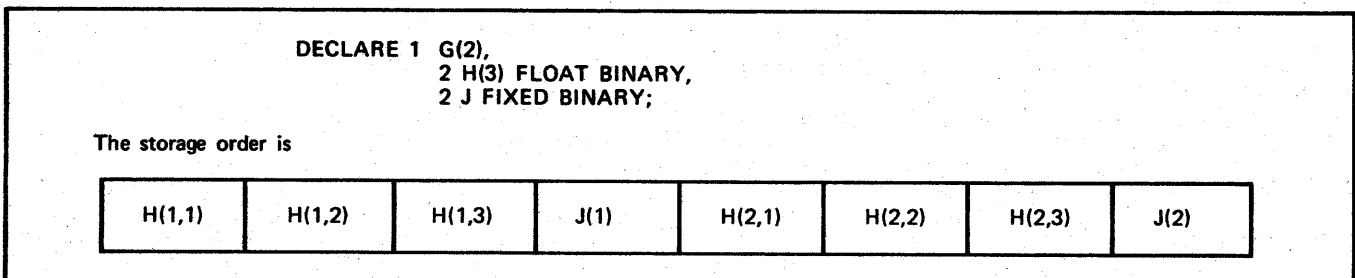 DECLARE 1 G(2),
2 H(3) FLOAT BINARY,
2 J FIXED BINARY;
The storage order is
H(1,1) H(1,2) H(1,3) J(1) H(2,1) H(2,2) H(2,3) J(2)